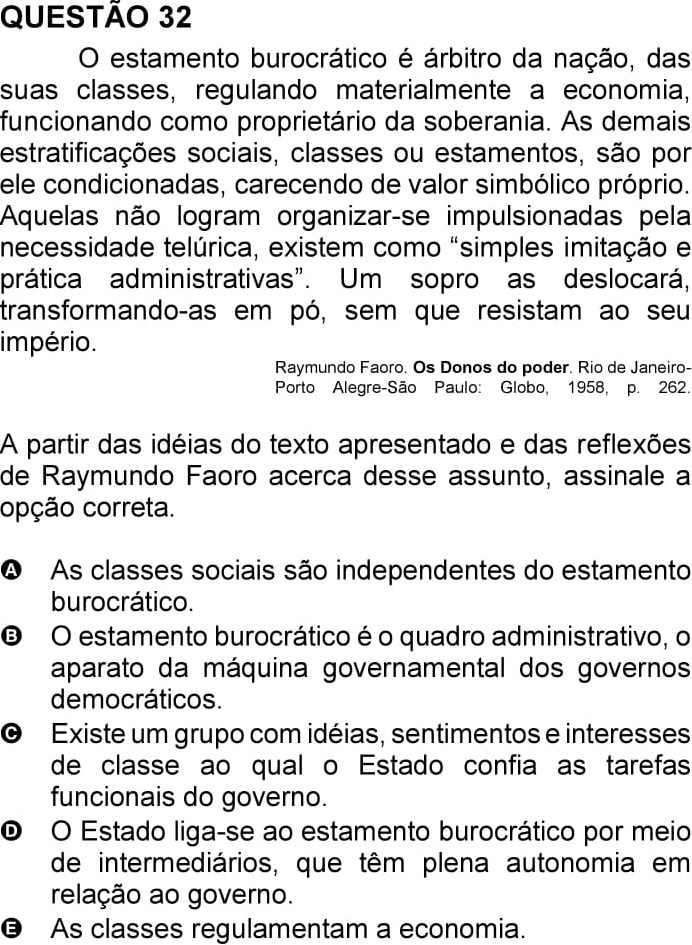 QUESTÃO 32
O estamento burocrático é árbitro da nação, das
suas classes, regulando materialmente a economia,
funcionando como proprietário da soberania. As demais
estratificações sociais, classes ou estamentos, são por
ele condicionadas, carecendo de valor simbólico próprio.
Aquelas não logram organizar-se impulsionadas pela
necessidade telúrica, existem como “simples imitação e
prática administrativas”. Um sopro as deslocará,
transformando-as em pó, sem que resistam ao seu
império.
Raymundo Faoro. Os Donos do poder. Rio de Janeiro-
Porto Alegre-São Paulo: Globo, 1958, p. 262.
A partir das idéias do texto apresentado e das reflexões
de Raymundo Faoro acerca desse assunto, assinale a
opção correta.
A As classes sociais são independentes do estamento
burocrático.
B O estamento burocrático é o quadro administrativo, o
aparato da máquina governamental dos governos
democráticos.
C Existe um grupo com idéias, sentimentos e interesses
de classe ao qual o Estado confia as tarefas
funcionais do governo.
D O Estado liga-se ao estamento burocrático por meio
de intermediários, que têm plena autonomia em
relação ao governo.
E As classes regulamentam a economia.